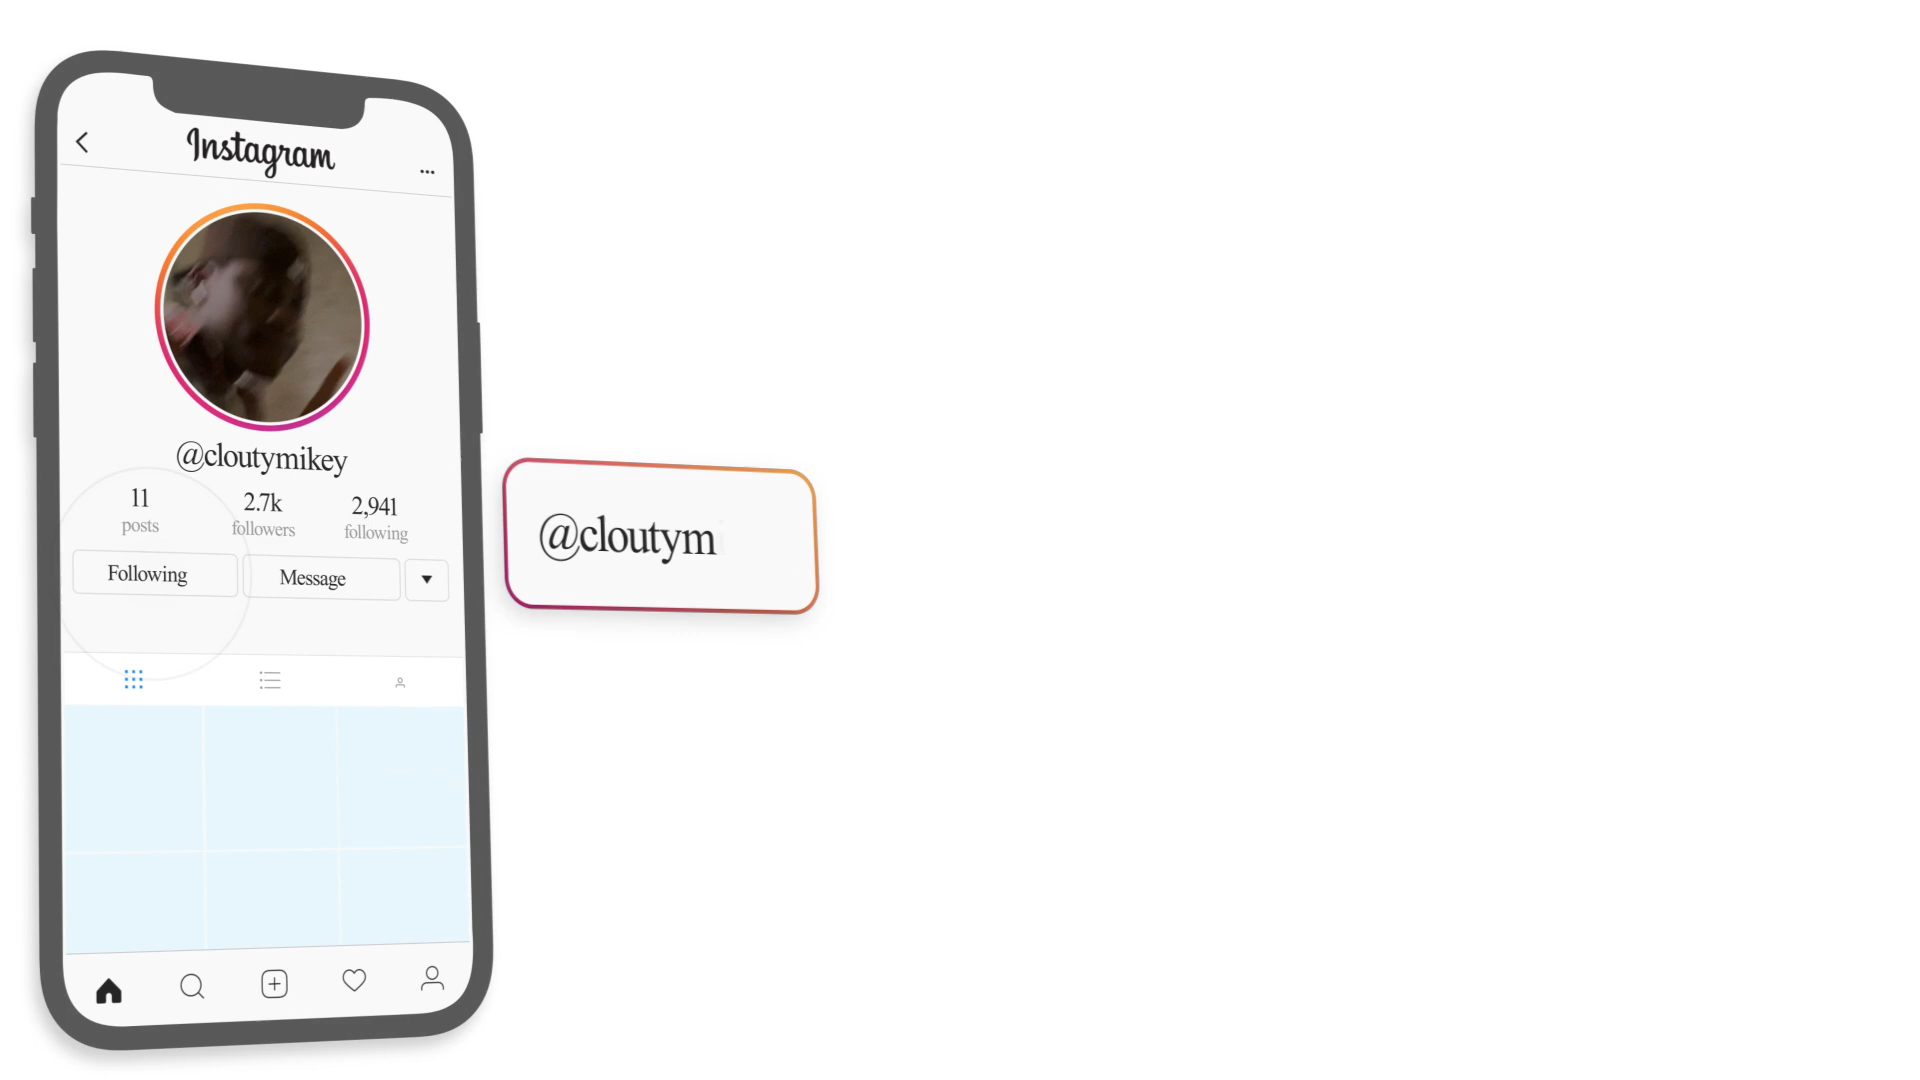 Instagram
@cloutymikey
11 2.7k 2,941
posts followers following
Following Message
@cloutym